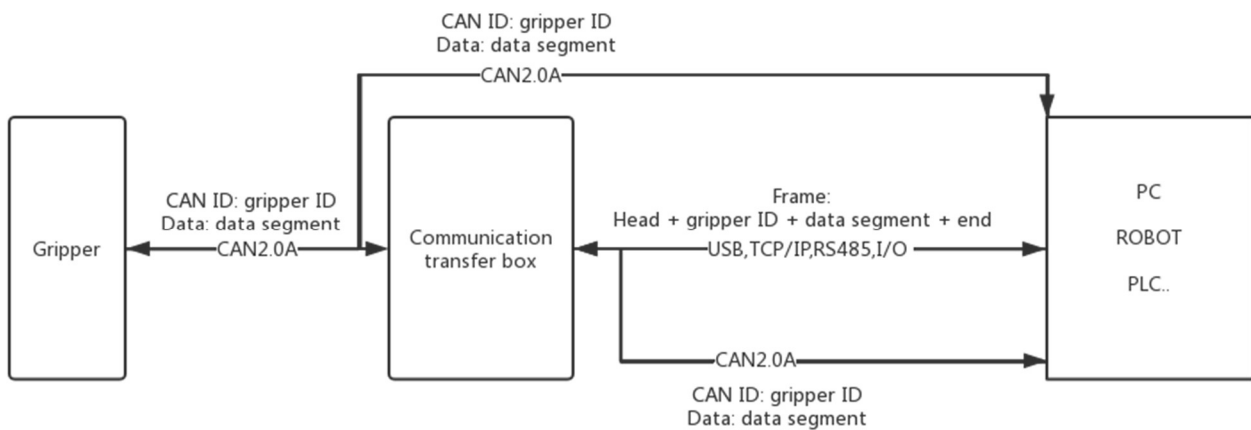 CAN ID: gripper ID
Data: data segment
CAN2.0A
Gripper
CAN ID: gripper ID
Data: data segment
CAN2.0A
Communication
transfer box
Frame:
Head + gripper ID + data segment + end
USB,TCP/IP,RS485,I/O
CAN2.0A
CAN ID: gripper ID
Data: data segment
PC
ROBOT
PLC..